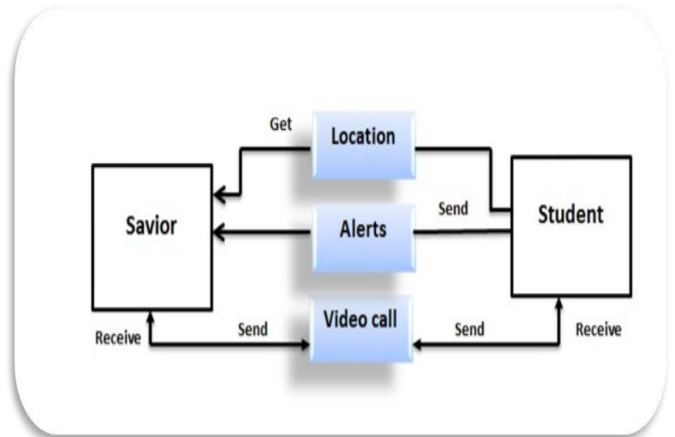 Get
Location
Savior
Alerts
Send
Student
Video call
Receive
Send
Send
Receive